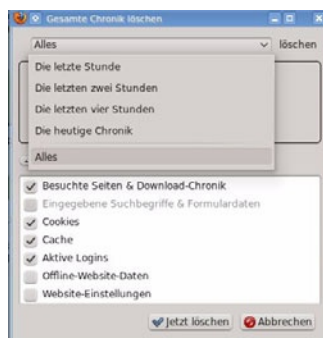 Gesamte Chronik löschen
Alles löschen
Die letzte Stunde
Die letzten zwei Stunden
Die letzten vier Stunden
Die heutige Chronik
Alles
Besuchte Seiten & Download-Chronik
Eingegebene Suchbegriffe & Formulardaten
Cookies
Cache
Aktive Logins
Offline-Website-Daten
Website-Einstellungen
Jetzt löschen Abbrechen